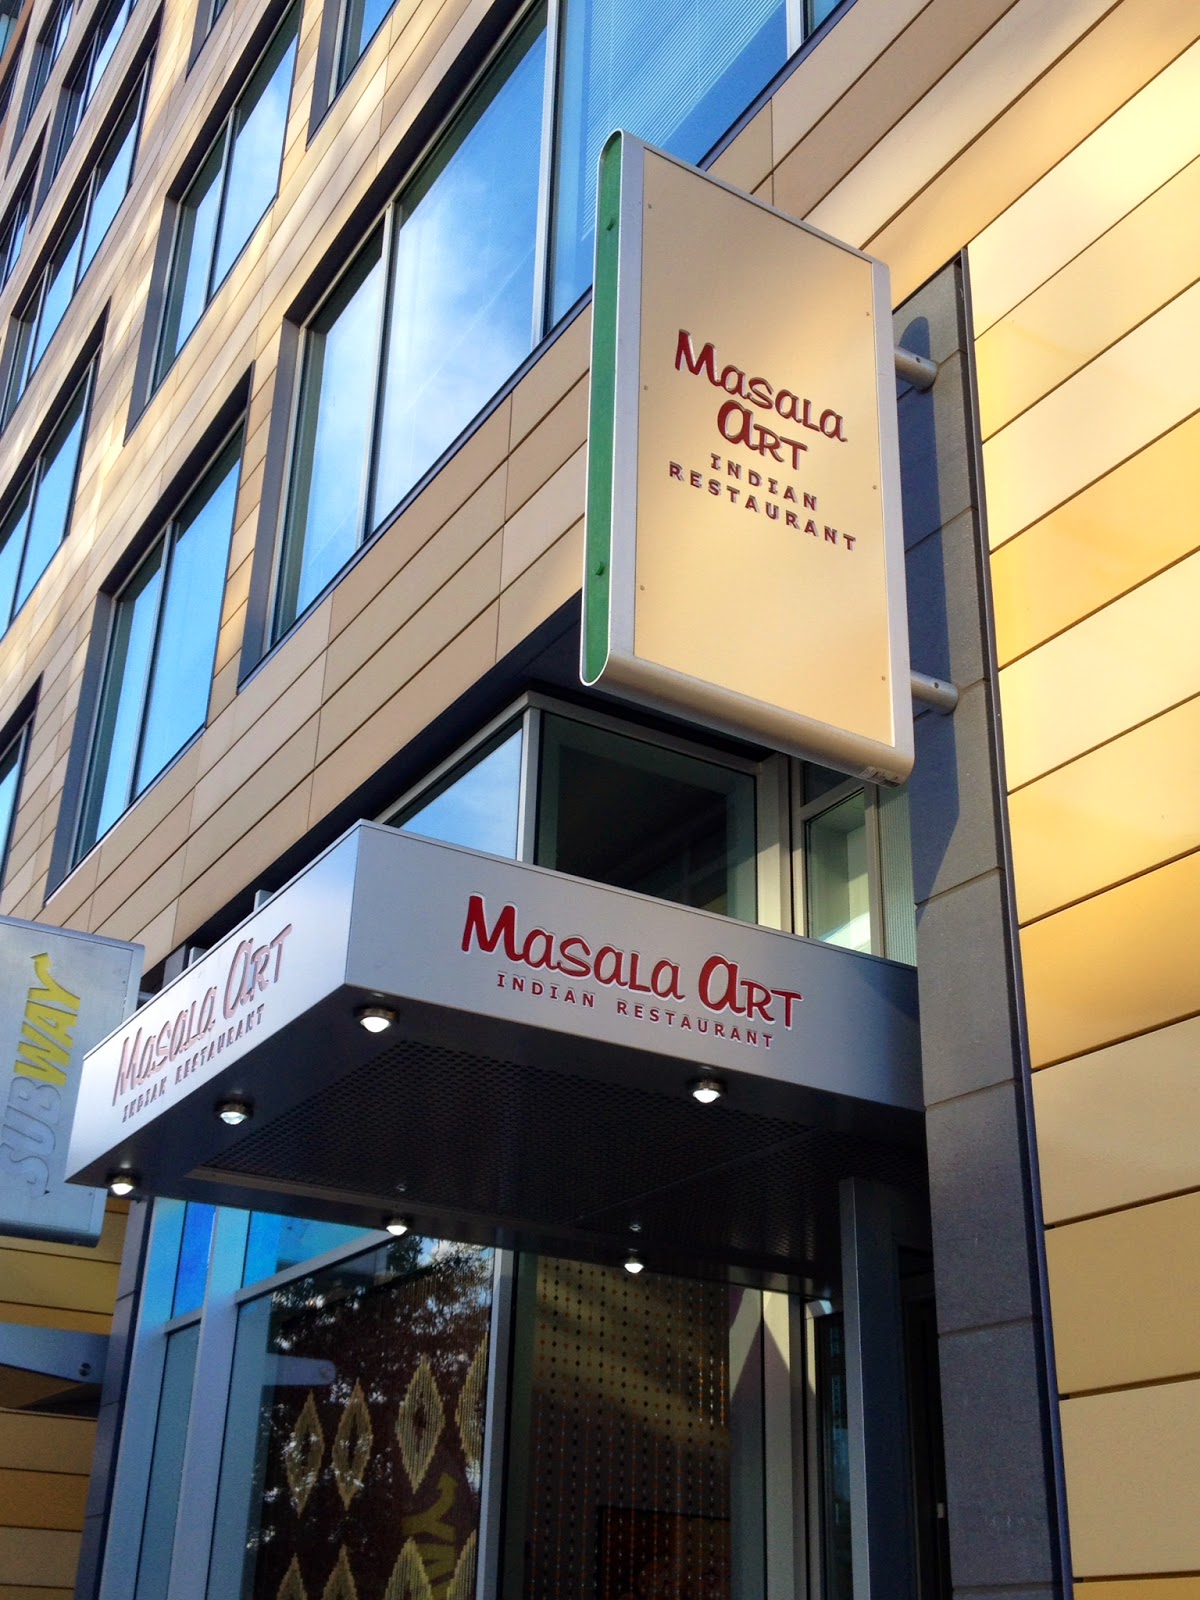 Masala
Art
INDIAN
RESTAURANT
Masala Art
INDIAN RESTAURANT
Masala Art
INDIAN RESTAURANT
SUBWAY